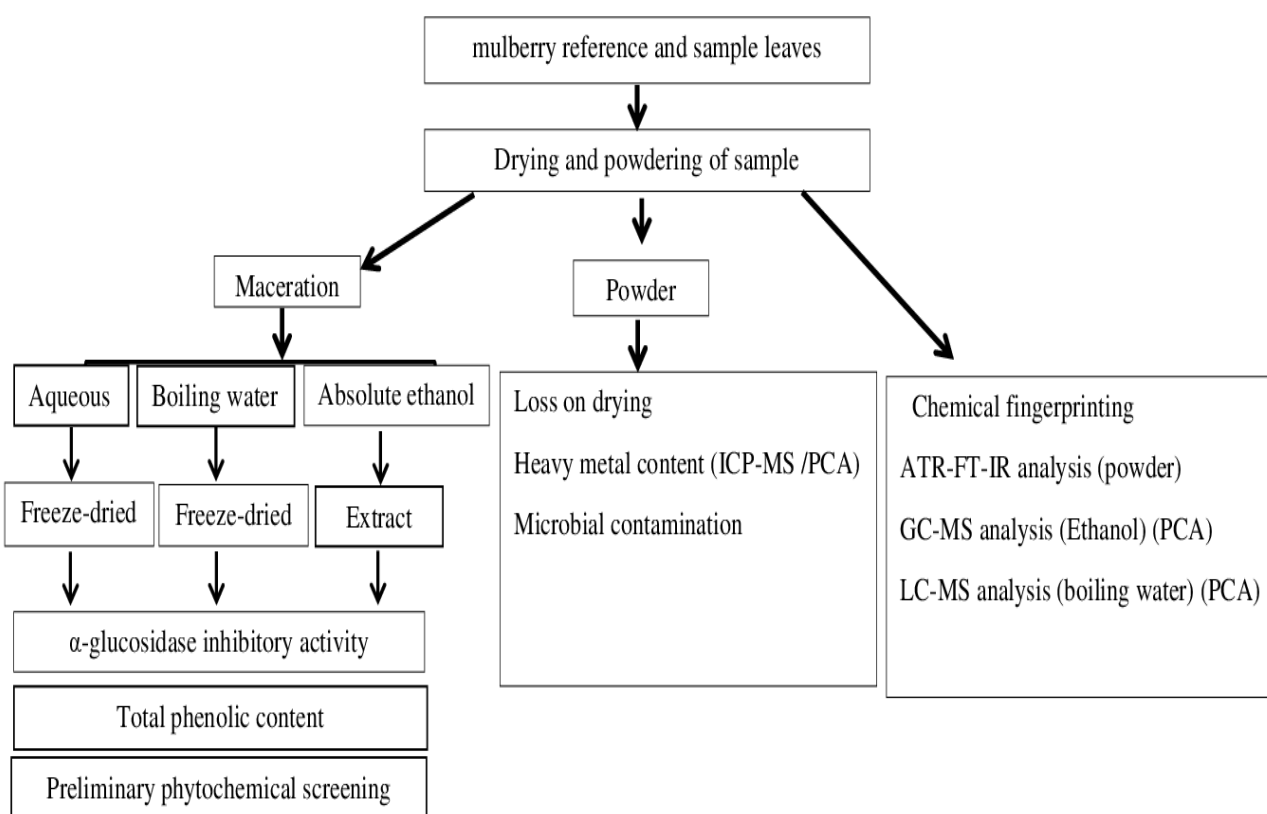 mulberry reference and sample leaves
Drying and powdering of sample
Maceration
Powder
Aqueous
Boiling water
Absolute ethanol
Freeze-dried
Freeze-dried
Extract
α-glucosidase inhibitory activity
Total phenolic content
Preliminary phytochemical screening
Loss on drying
Heavy metal content (ICP-MS /PCA)
Microbial contamination
Chemical fingerprinting
ATR-FT-IR analysis (powder)
GC-MS analysis (Ethanol) (PCA)
LC-MS analysis (boiling water) (PCA)